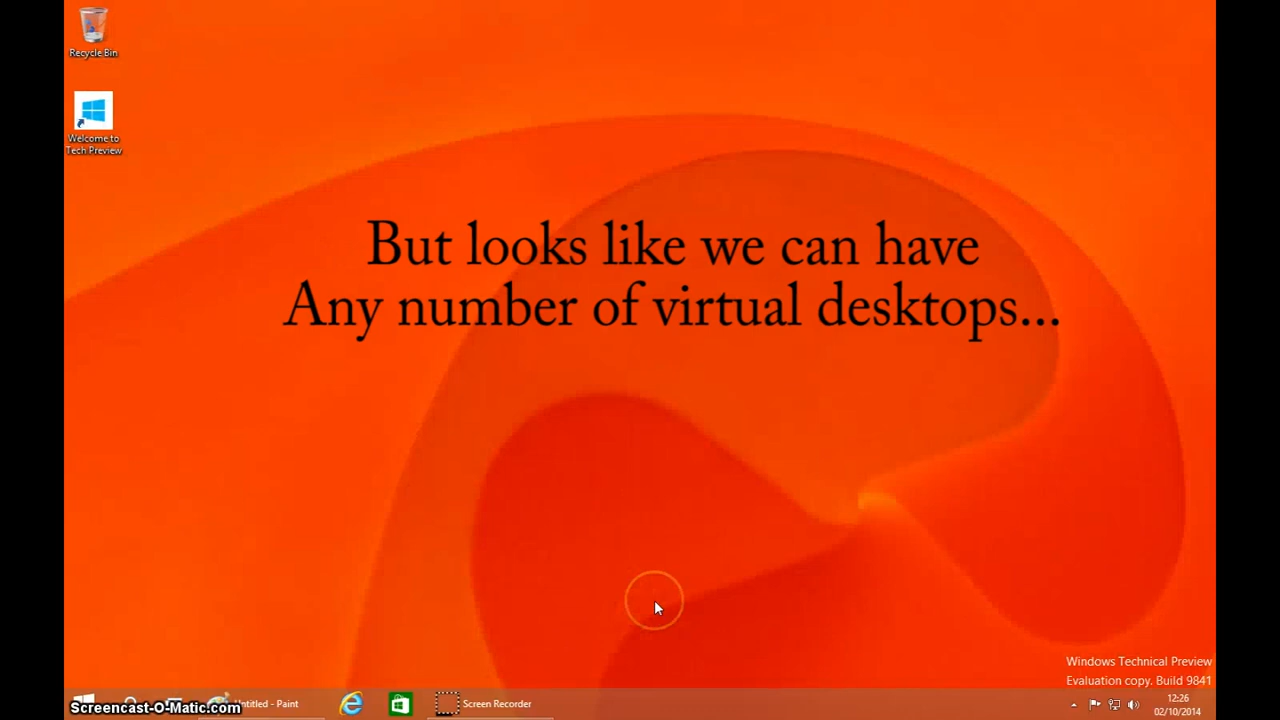 Recycle Bin
Welcome to
Tech Preview
But looks like we can have
Any number of virtual desktops...
Windows Technical Preview
Evaluation copy. Build 9841
Screencast-O-Matic.com
Untitled - Paint
Screen Recorder
12:26
02/10/2014